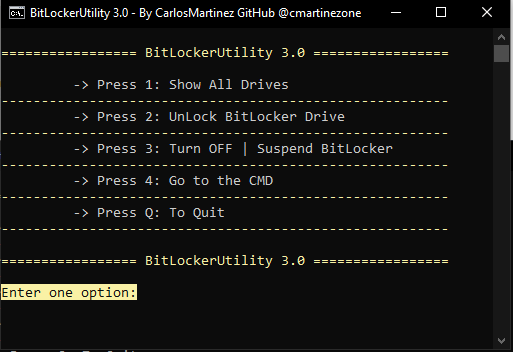 BitLockerUtility 3.0 - By CarlosMartinez GitHub @cmartinezone
================= BitLockerUtility 3.0 =================
-> Press 1: Show All Drives
--------------------------------------------------------
-> Press 2: UnLock BitLocker Drive
--------------------------------------------------------
-> Press 3: Turn OFF | Suspend BitLocker
--------------------------------------------------------
-> Press 4: Go to the CMD
--------------------------------------------------------
-> Press Q: To Quit
--------------------------------------------------------
================= BitLockerUtility 3.0 =================
Enter one option: